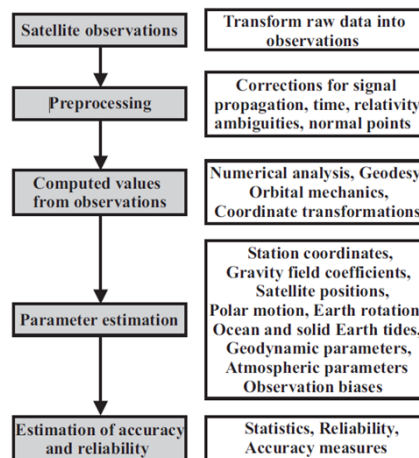 Satellite observations
Transform raw data into
observations
Preprocessing
Corrections for signal
propagation, time, relativity
ambiguities, normal points
Computed values
from observations
Numerical analysis, Geodesy
Orbital mechanics,
Coordinate transformations
Parameter estimation
Station coordinates,
Gravity field coefficients,
Satellite positions,
Polar motion, Earth rotation
Ocean and solid Earth tides,
Geodynamic parameters,
Atmospheric parameters
Observation biases
Estimation of accuracy
and reliability
Statistics, Reliability,
Accuracy measures